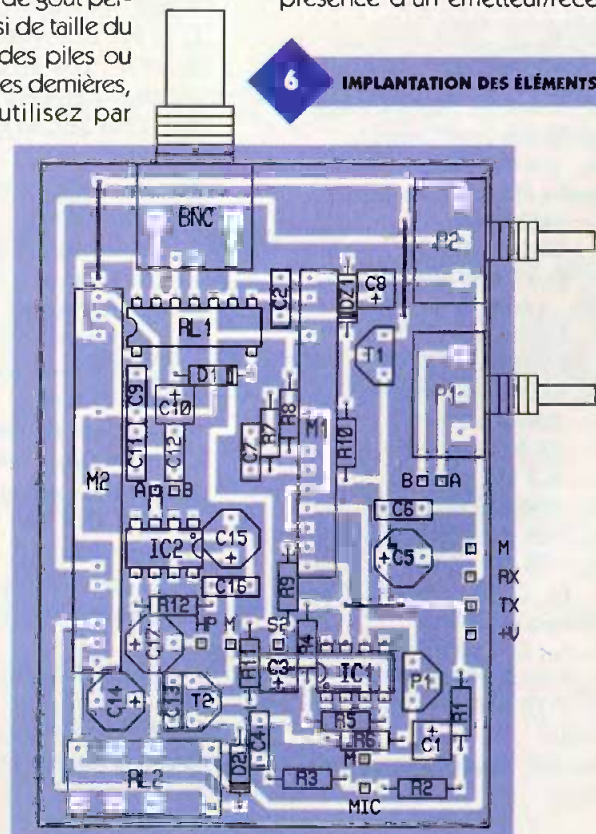 de goût per-
si de taille du
des piles ou
es dernières,
utilisez par
présence d'un émetteur/réce
6
IMPLANTATION DES ÉLÉMENTS
BNC
P2
RL1
C2
DZ1
C8
+
T1
D1
P1
C9
C10
+
R8
R7
M1
R10
C11
C12
C7
M2
B
A
A
B
C6
IC2
C15
+
+
C5
M
RX
C16
R9
TX
R12
HP
M
S2
R4
+V
+
C17
R11
C3
+
IC1
P1
C14
+
C13
T2
R5
R1
R6
C1
+
C4
M
RL2
D2
R3
R2
MIC